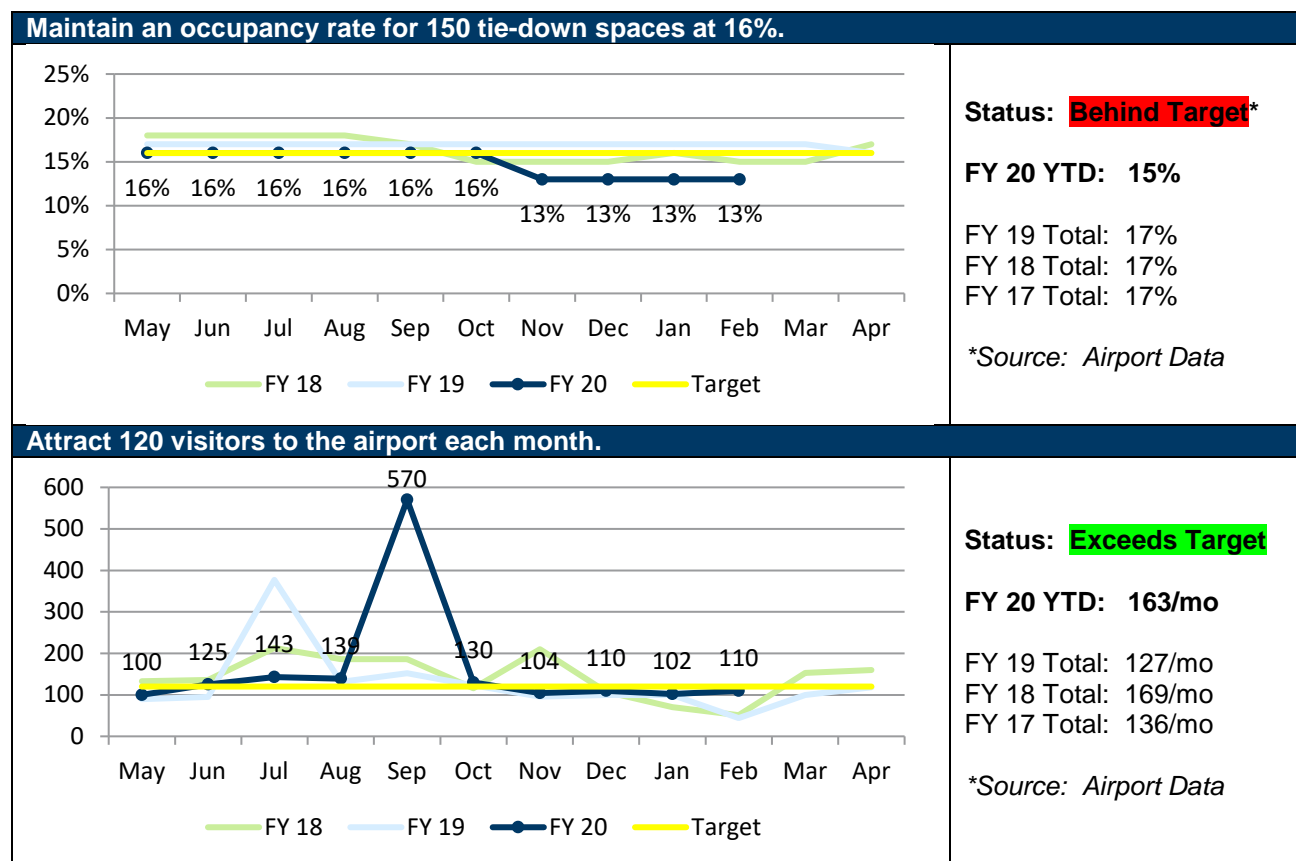 Maintain an occupancy rate for 150 tie-down spaces at 16%.
25%
20%
15%
10%
5%
0%
16% 16% 16% 16% 16% 16% 13% 13% 13% 13%
May Jun Jul Aug Sep Oct Nov Dec Jan Feb Mar Apr
FY 18 FY 19 FY 20 Target
Status: Behind Target*
FY 20 YTD: 15%
FY 19 Total: 17%
FY 18 Total: 17%
FY 17 Total: 17%
*Source: Airport Data
Attract 120 visitors to the airport each month.
600
500
400
300
200
100
0
100 125 143 139 570 130 104 110 102 110
May Jun Jul Aug Sep Oct Nov Dec Jan Feb Mar Apr
FY 18 FY 19 FY 20 Target
Status: Exceeds Target
FY 20 YTD: 163/mo
FY 19 Total: 127/mo
FY 18 Total: 169/mo
FY 17 Total: 136/mo
*Source: Airport Data